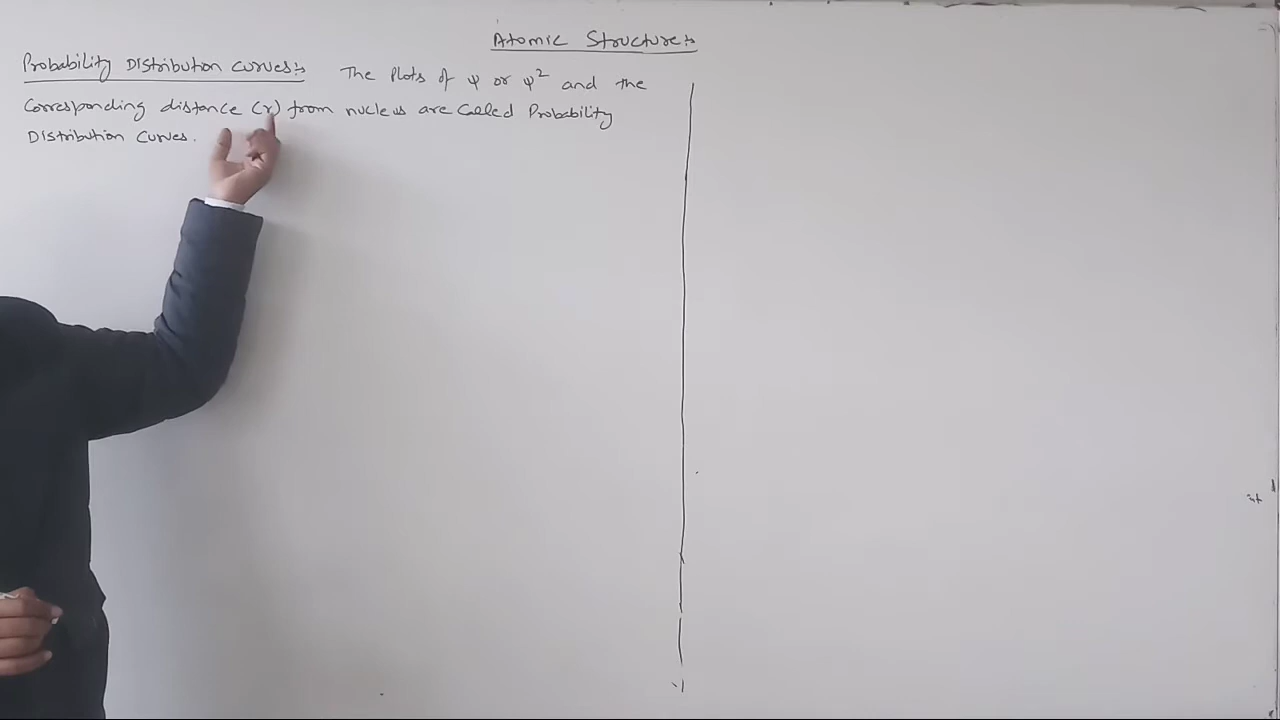 Atomic Structure:-
Probability Distribution Curves:- The Plots of ψ or ψ² and the
Corresponding distance (r) from nucleus are Called Probability
Distribution Curves.